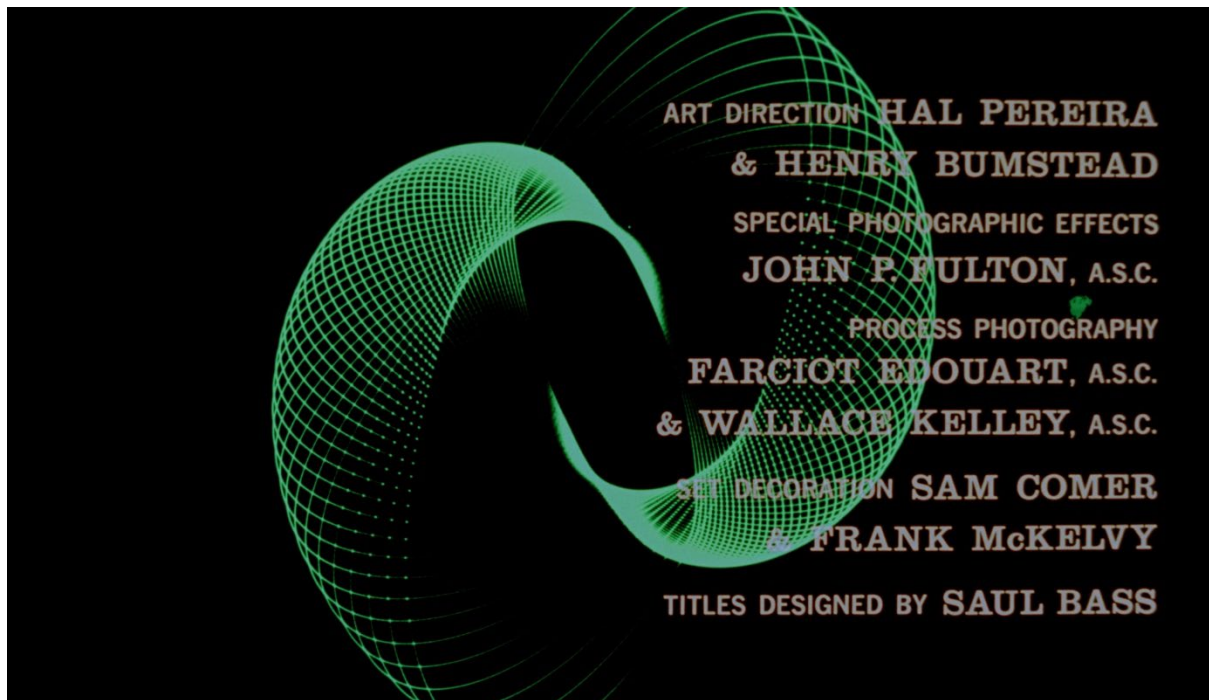 ART DIRECTION HAL PEREIRA
& HENRY BUMSTEAD
SPECIAL PHOTOGRAPHIC EFFECTS
JOHN P. FULTON, A.S.C.
PROCESS PHOTOGRAPHY
FARCIOT EDOUART, A.S.C.
& WALLACE KELLEY, A.S.C.
SET DECORATION SAM COMER
& FRANK McKELVY
TITLES DESIGNED BY SAUL BASS